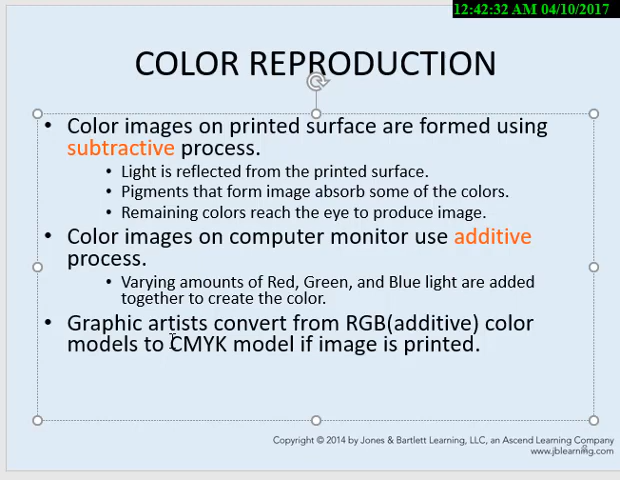 12:42:32 AM 04/10/2017
COLOR REPRODUCTION
• Color images on printed surface are formed using
subtractive process.
• Light is reflected from the printed surface.
• Pigments that form image absorb some of the colors.
• Remaining colors reach the eye to produce image.
• Color images on computer monitor use additive
process.
• Varying amounts of Red, Green, and Blue light are added
together to create the color.
• Graphic artists convert from RGB(additive) color
models to CMYK model if image is printed.
Copyright © 2014 by Jones & Bartlett Learning, LLC, an Ascend Learning Company
www.jblearning.com